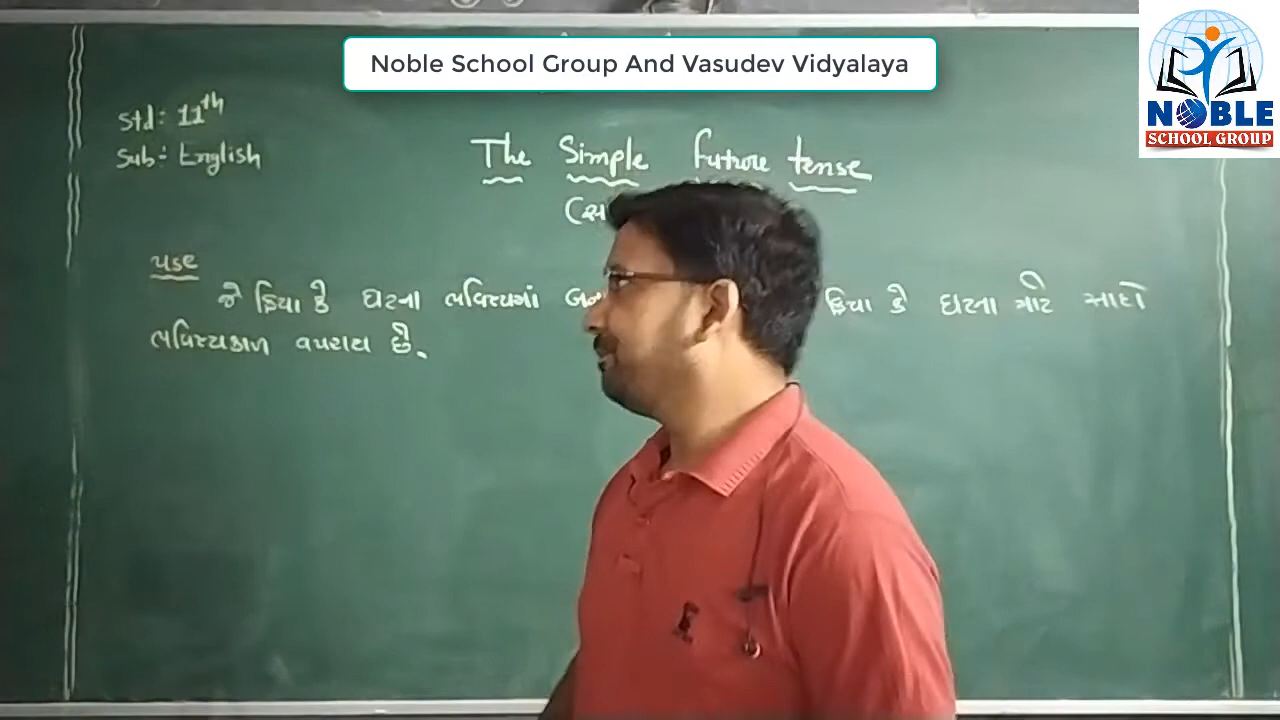 Noble School Group And Vasudev Vidyalaya
NOBLE
SCHOOL GROUP
Std: 11th
Sub: English
The Simple Future tense
(સા
use
જે ક્રિયા કે ઘટના ભવિષ્યમાં ક્રિયા કે ઘટના માટે સાદો
ભવિષ્યકાળ વપરાય છે.